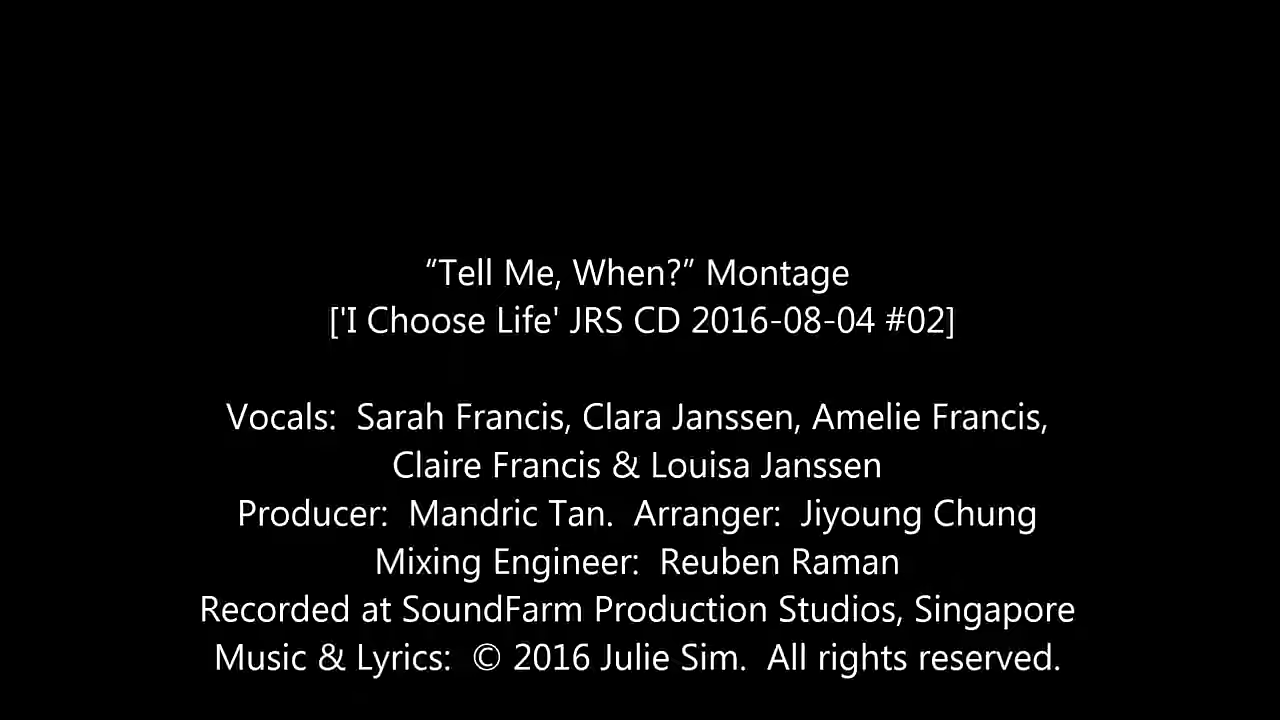 “Tell Me, When?” Montage
['I Choose Life' JRS CD 2016-08-04 #02]
Vocals:  Sarah Francis, Clara Janssen, Amelie Francis,
Claire Francis & Louisa Janssen
Producer:  Mandric Tan.  Arranger:  Jiyoung Chung
Mixing Engineer:  Reuben Raman
Recorded at SoundFarm Production Studios, Singapore
Music & Lyrics:  © 2016 Julie Sim.  All rights reserved.